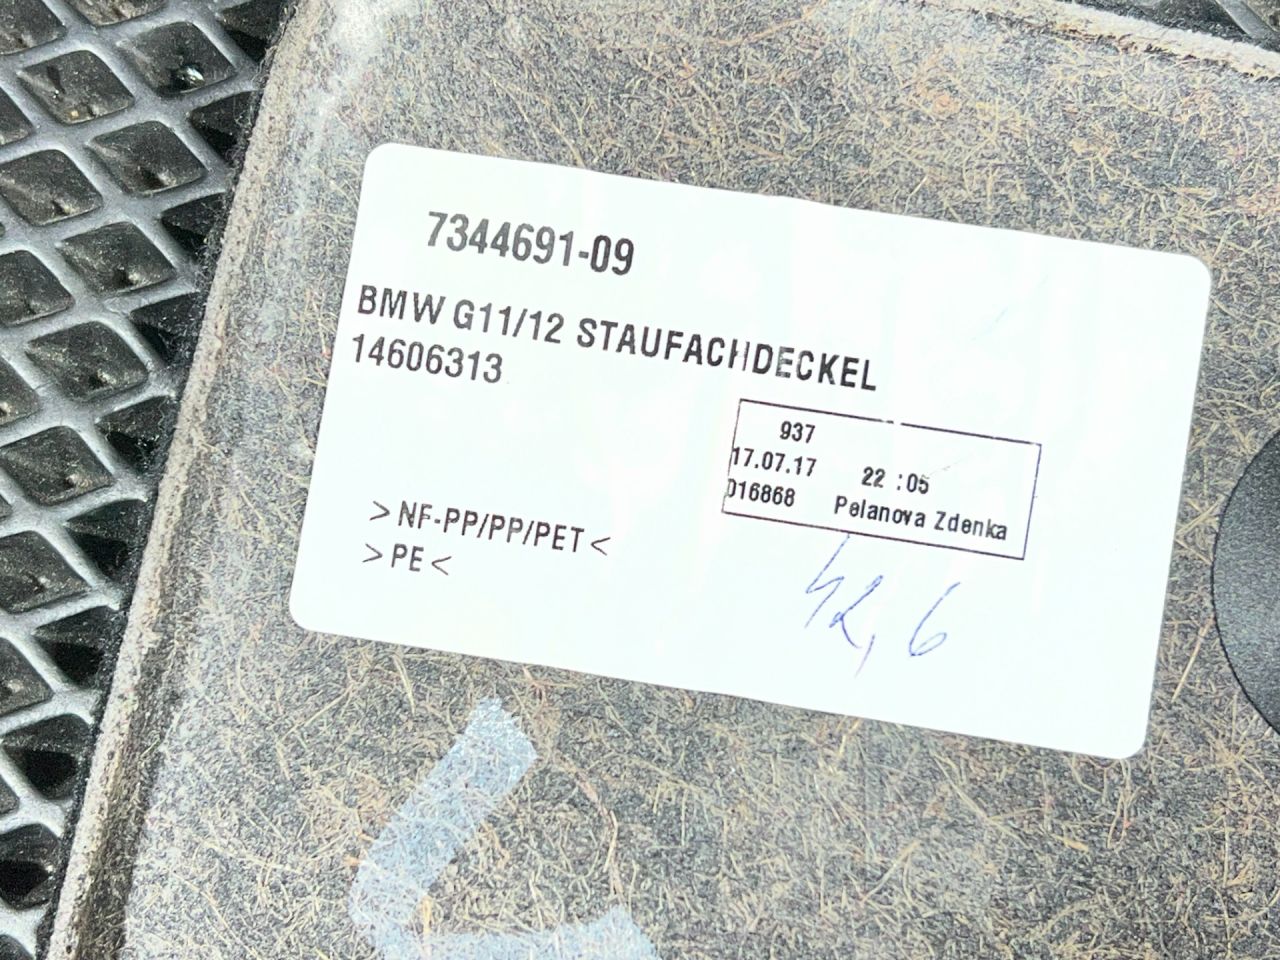 7344691-09
BMW G11/12 STAUFACHDECKEL
14606313
937
17.07.17 22 :05
016868 Pelanova Zdenka
>NF-PP/PP/PET<
>PE<
42,6